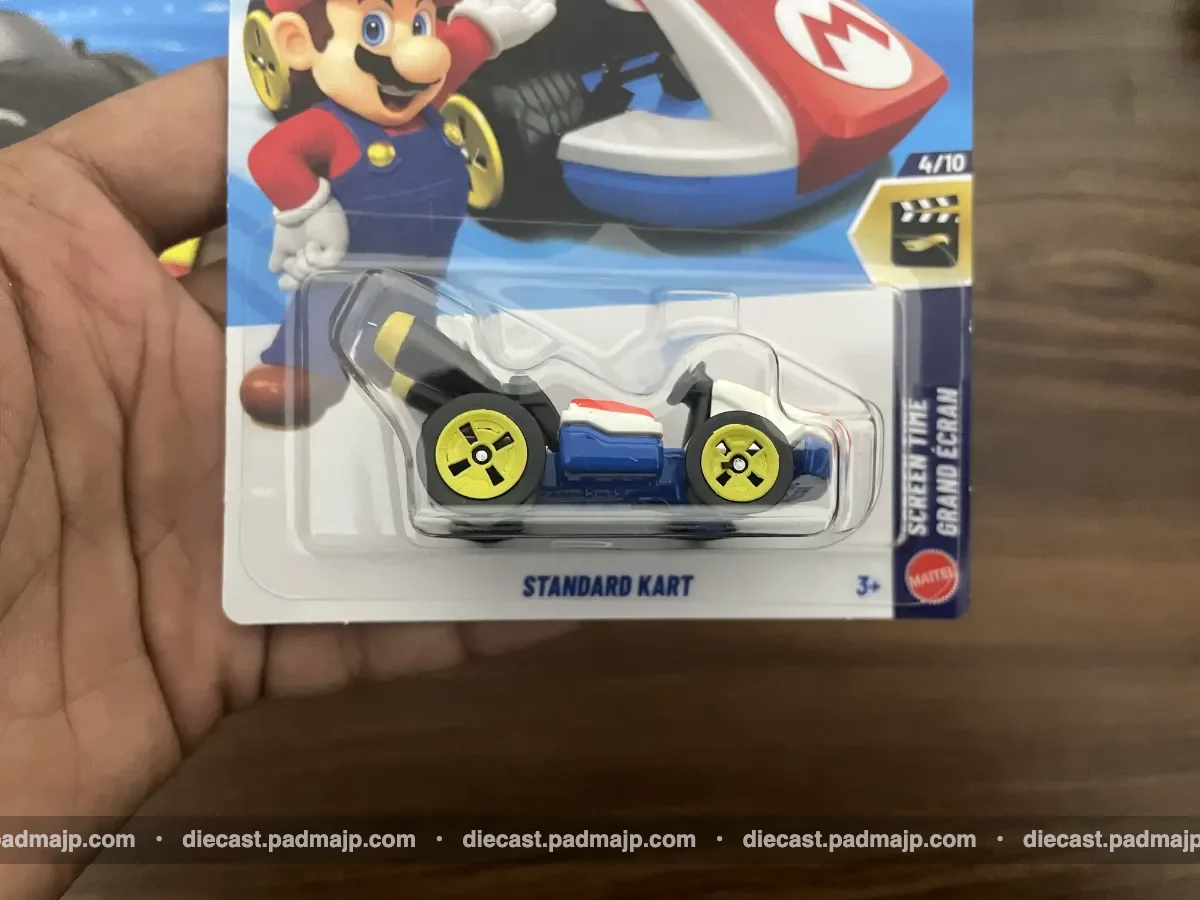 M
4/10
SCREEN TIME
GRAND ÉCRAN
STANDARD KART
3+
MATTEL
padmajp.com • diecast.padmajp.com • diecast.padmajp.com • diecast.padmajp.com • diecast.padmajp